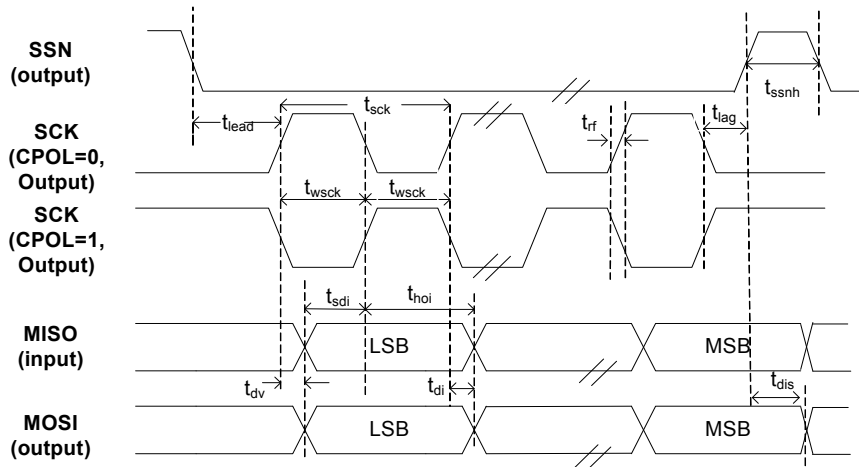 SSN
(output)
t_ssnh
t_sck
t_lead
t_rf
t_lag
SCK
(CPOL=0,
Output)
t_wsck t_wsck
SCK
(CPOL=1,
Output)
t_sdi t_hoi
MISO
(input)
LSB MSB
t_dv t_di t_dis
MOSI
(output)
LSB MSB